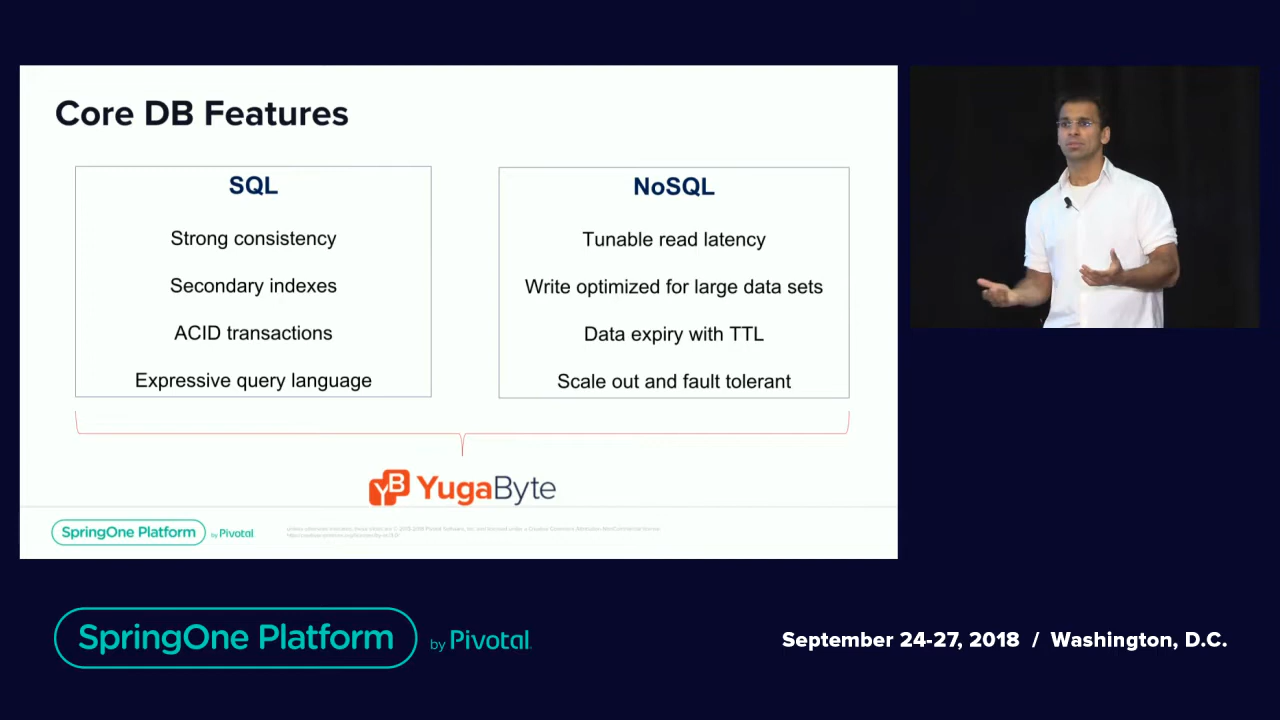 Core DB Features
SQL
Strong consistency
Secondary indexes
ACID transactions
Expressive query language
NoSQL
Tunable read latency
Write optimized for large data sets
Data expiry with TTL
Scale out and fault tolerant
YB YugaByte
SpringOne Platform by Pivotal
SpringOne Platform by Pivotal.
September 24-27, 2018 / Washington, D.C.